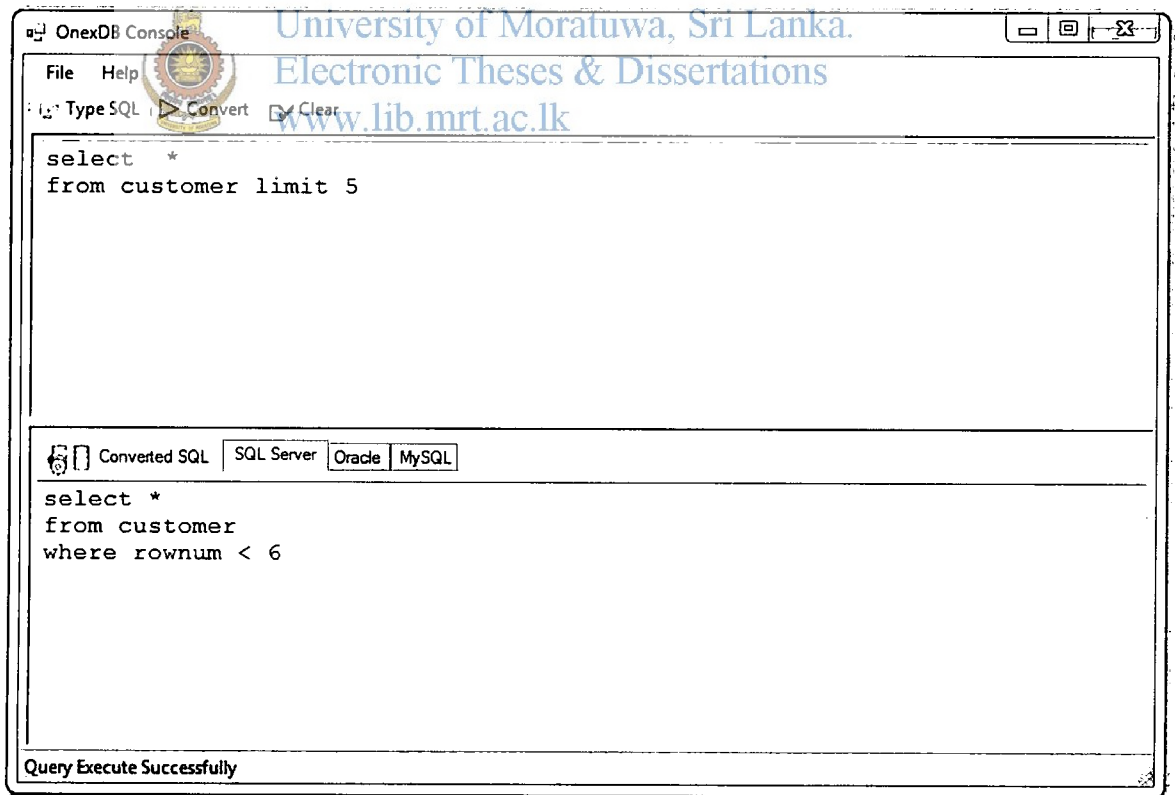 University of Moratuwa, Sri Lanka.
OnexDB Console
Electronic Theses & Dissertations
File Help
www.lib.mrt.ac.lk
Type SQL Convert Clear
select *
from customer limit 5
Converted SQL SQL Server Oracle MySQL
select *
from customer
where rownum < 6
Query Execute Successfully